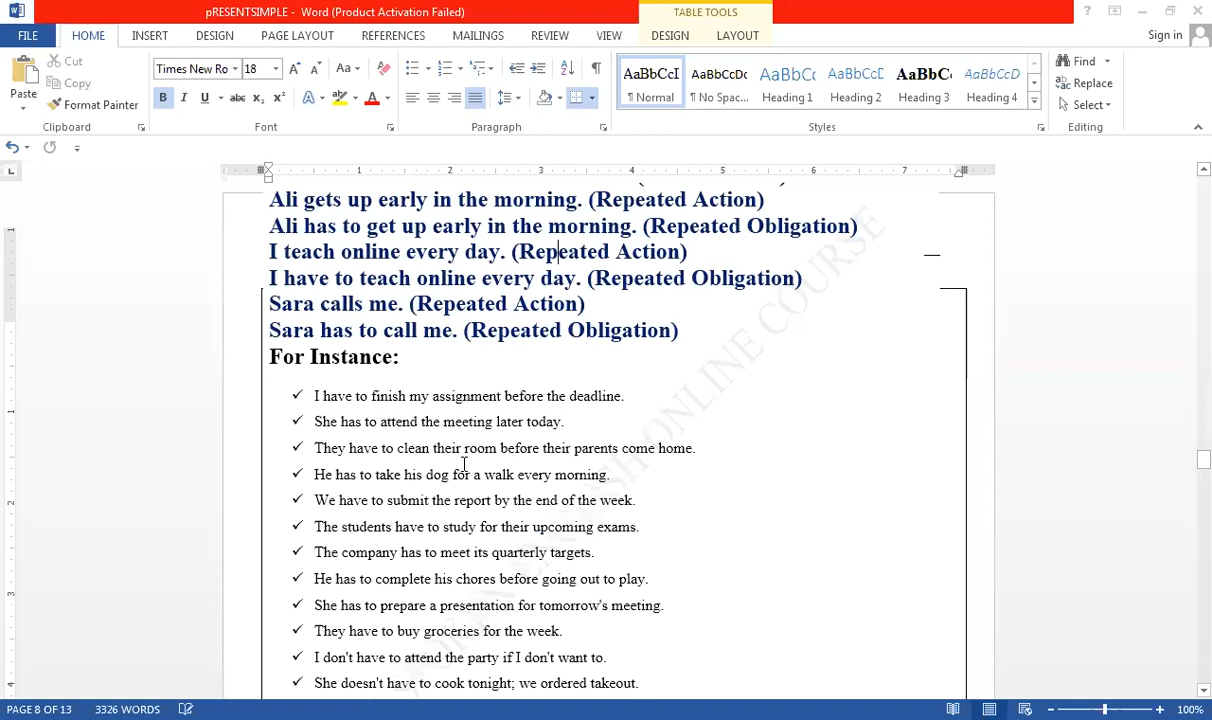 pRESENTSIMPLE - Word (Product Activation Failed)
TABLE TOOLS
FILE
HOME
INSERT
DESIGN
PAGE LAYOUT
REFERENCES
MAILINGS
REVIEW
VIEW
DESIGN
LAYOUT
Sign in
Paste
Cut
Copy
Format Painter
Clipboard
Times New Ro
18
Font
Paragraph
AaBbCcI
¶ Normal
AaBbCcDc
¶ No Spac...
AaBbCc
Heading 1
AaBbCcDc
Heading 2
AaBbC
Heading 3
AaBbCcD
Heading 4
Styles
Find
Replace
Select
Editing
1 2 3 4 5 6 7
Ali gets up early in the morning. (Repeated Action)
Ali has to get up early in the morning. (Repeated Obligation)
I teach online every day. (Repeated Action)
I have to teach online every day. (Repeated Obligation)
Sara calls me. (Repeated Action)
Sara has to call me. (Repeated Obligation)
For Instance:
✓ I have to finish my assignment before the deadline.
✓ She has to attend the meeting later today.
✓ They have to clean their room before their parents come home.
✓ He has to take his dog for a walk every morning.
✓ We have to submit the report by the end of the week.
✓ The students have to study for their upcoming exams.
✓ The company has to meet its quarterly targets.
✓ He has to complete his chores before going out to play.
✓ She has to prepare a presentation for tomorrow's meeting.
✓ They have to buy groceries for the week.
✓ I don't have to attend the party if I don't want to.
✓ She doesn't have to cook tonight; we ordered takeout.
ONLINE COURSE
PAGE 8 OF 13
3326 WORDS
100%